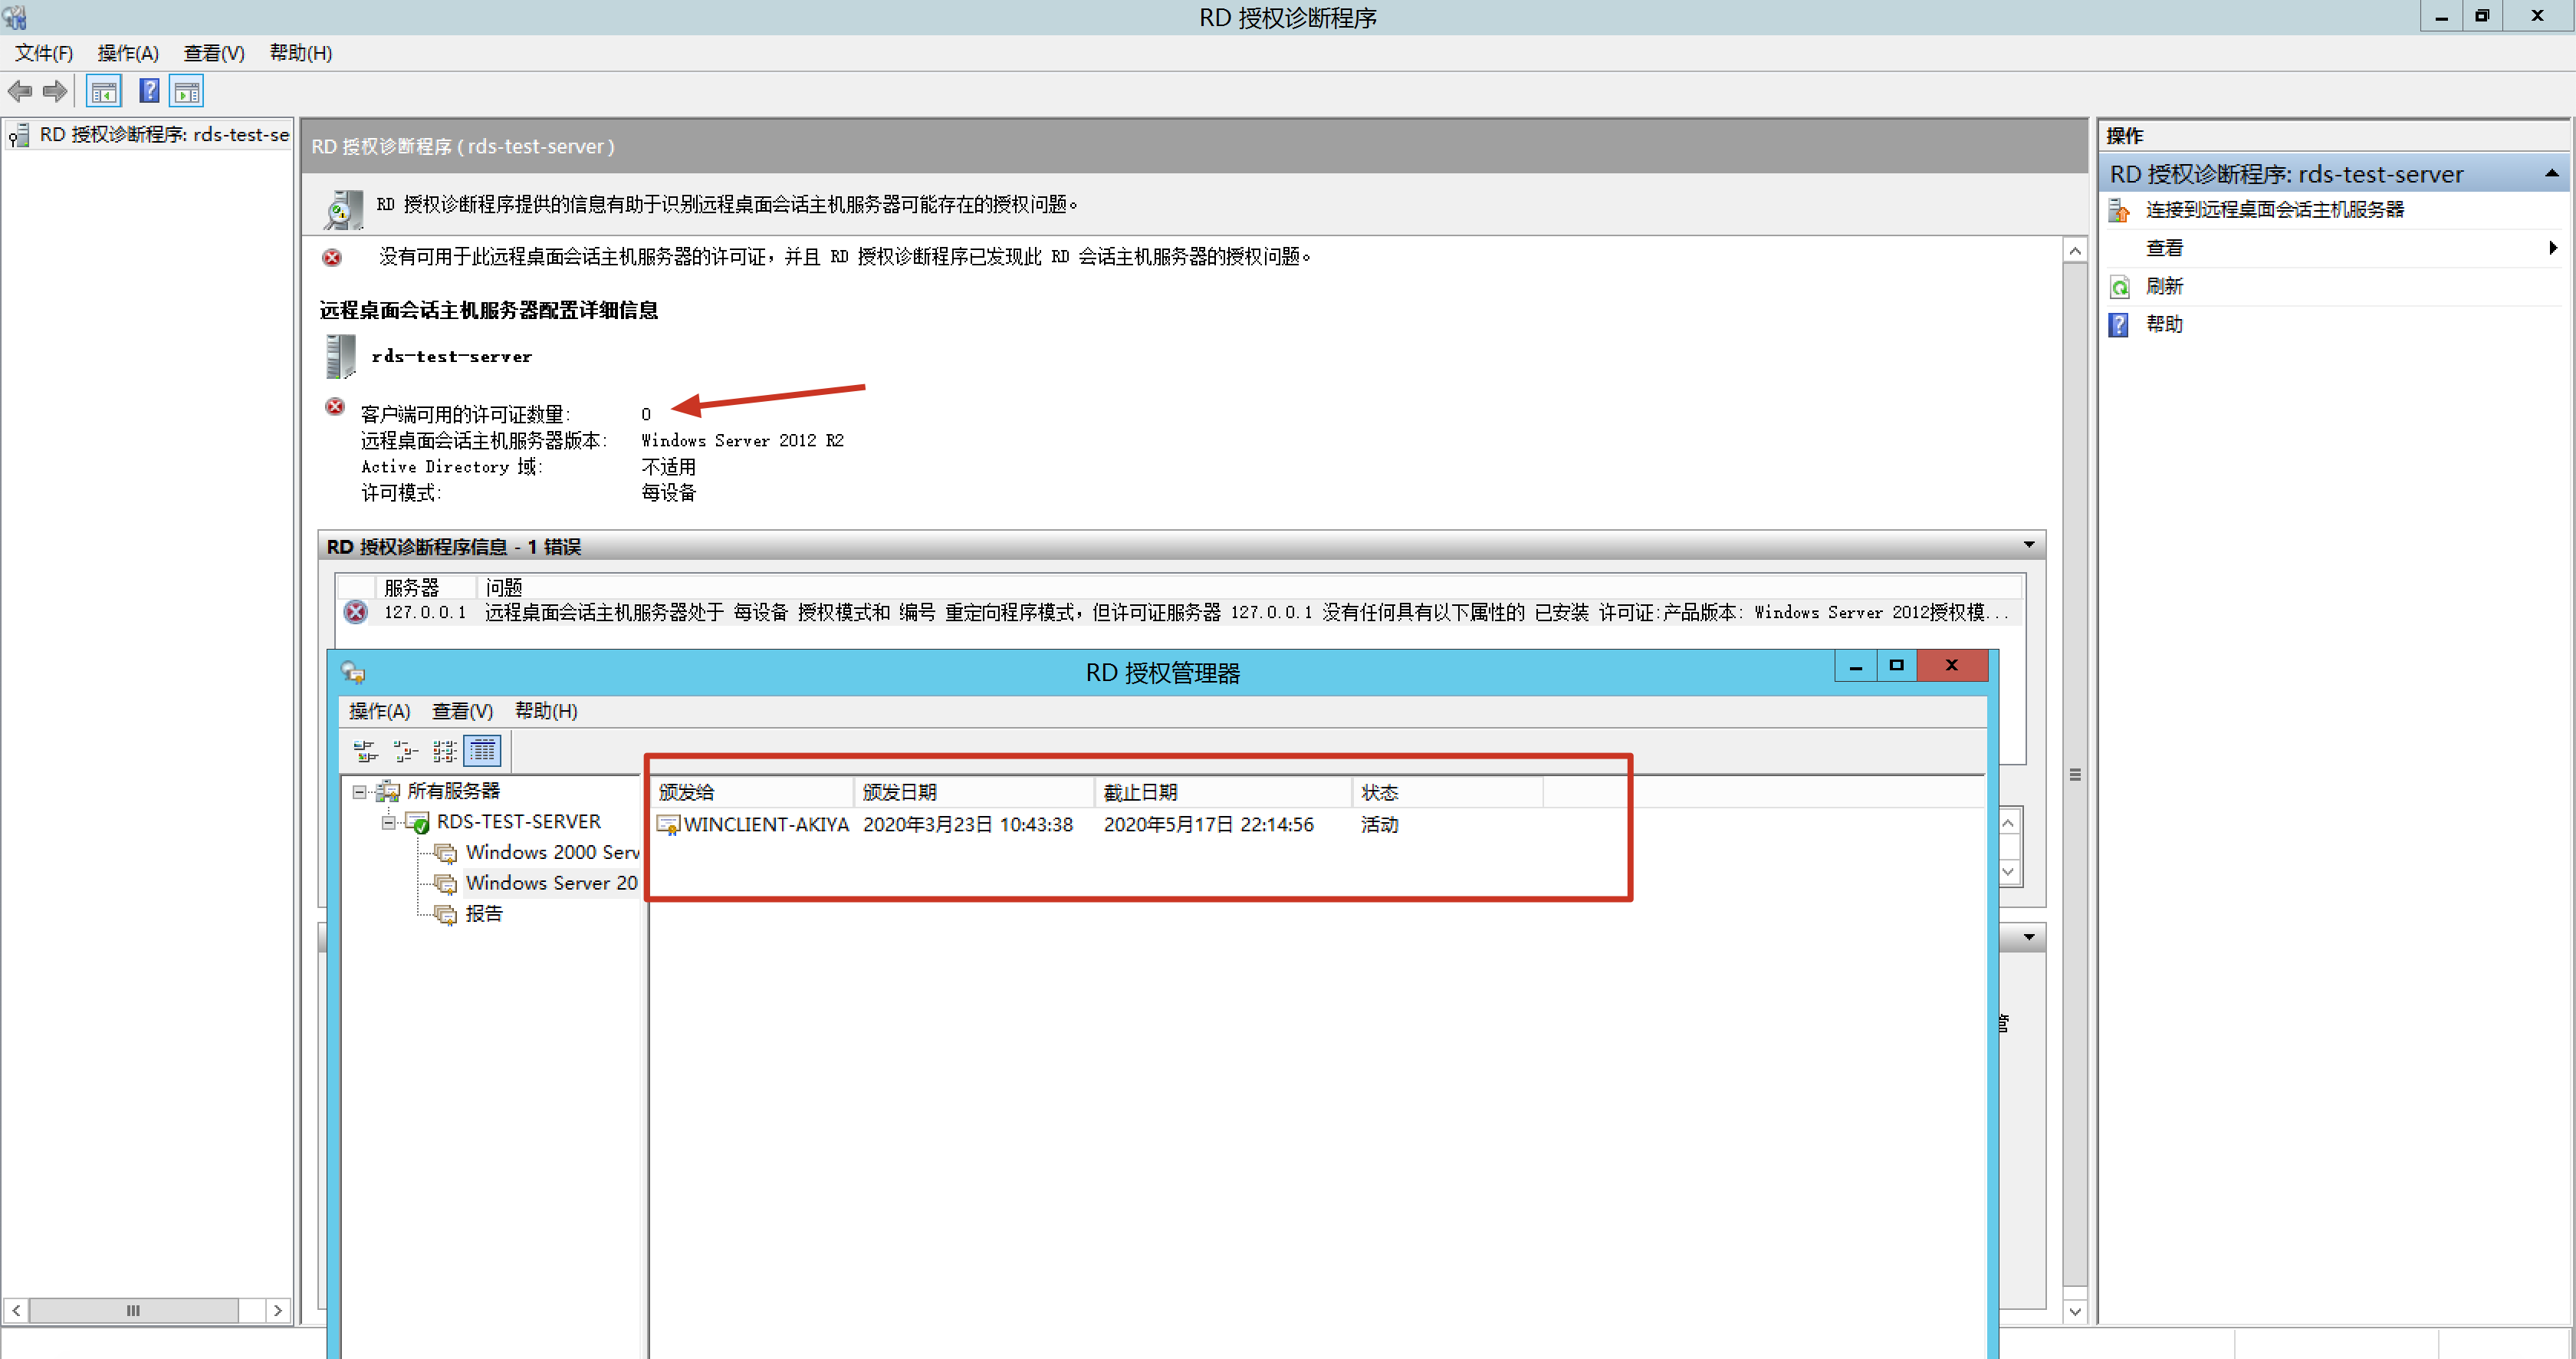 RD 授权诊断程序
文件(F) 操作(A) 查看(V) 帮助(H)
RD 授权诊断程序: rds-test-se
RD 授权诊断程序 ( rds-test-server )
RD 授权诊断程序提供的信息有助于识别远程桌面会话主机服务器可能存在的授权问题。
没有可用于此远程桌面会话主机服务器的许可证，并且 RD 授权诊断程序已发现此 RD 会话主机服务器的授权问题。
远程桌面会话主机服务器配置详细信息
rds-test-server
客户端可用的许可证数量: 0
远程桌面会话主机服务器版本: Windows Server 2012 R2
Active Directory 域: 不适用
许可模式: 每设备
RD 授权诊断程序信息 - 1 错误
服务器 问题
127.0.0.1 远程桌面会话主机服务器处于 每设备 授权模式和 编号 重定向程序模式，但许可证服务器 127.0.0.1 没有任何具有以下属性的 已安装 许可证:产品版本: Windows Server 2012授权模...
RD 授权管理器
操作(A) 查看(V) 帮助(H)
所有服务器
RDS-TEST-SERVER
Windows 2000 Serv
Windows Server 20
报告
颁发给 颁发日期 截止日期 状态
WINCLIENT-AKIYA 2020年3月23日 10:43:38 2020年5月17日 22:14:56 活动
管
操作
RD 授权诊断程序: rds-test-server
连接到远程桌面会话主机服务器
查看
刷新
帮助